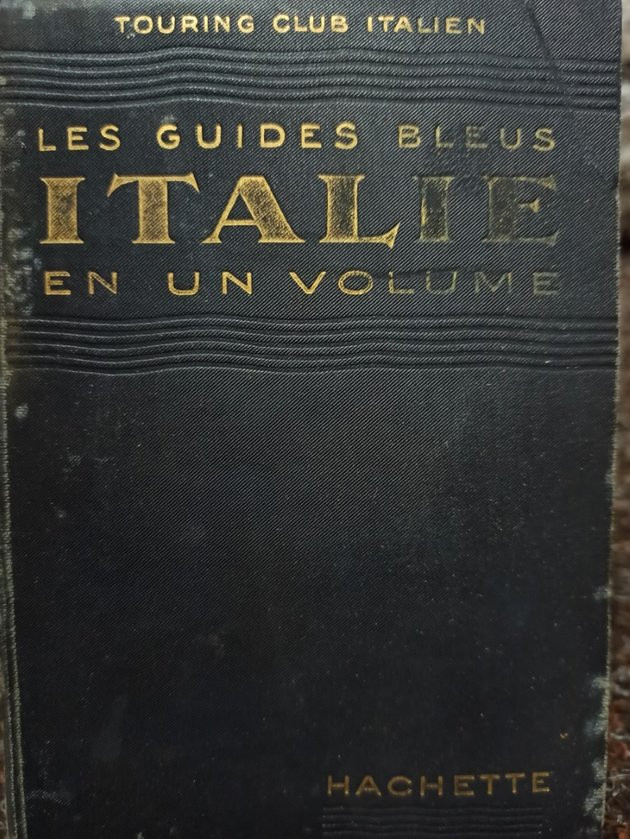 TOURING CLUB ITALIEN
LES GUIDES BLEUS
ITALIE
EN UN VOLUME
HACHETTE